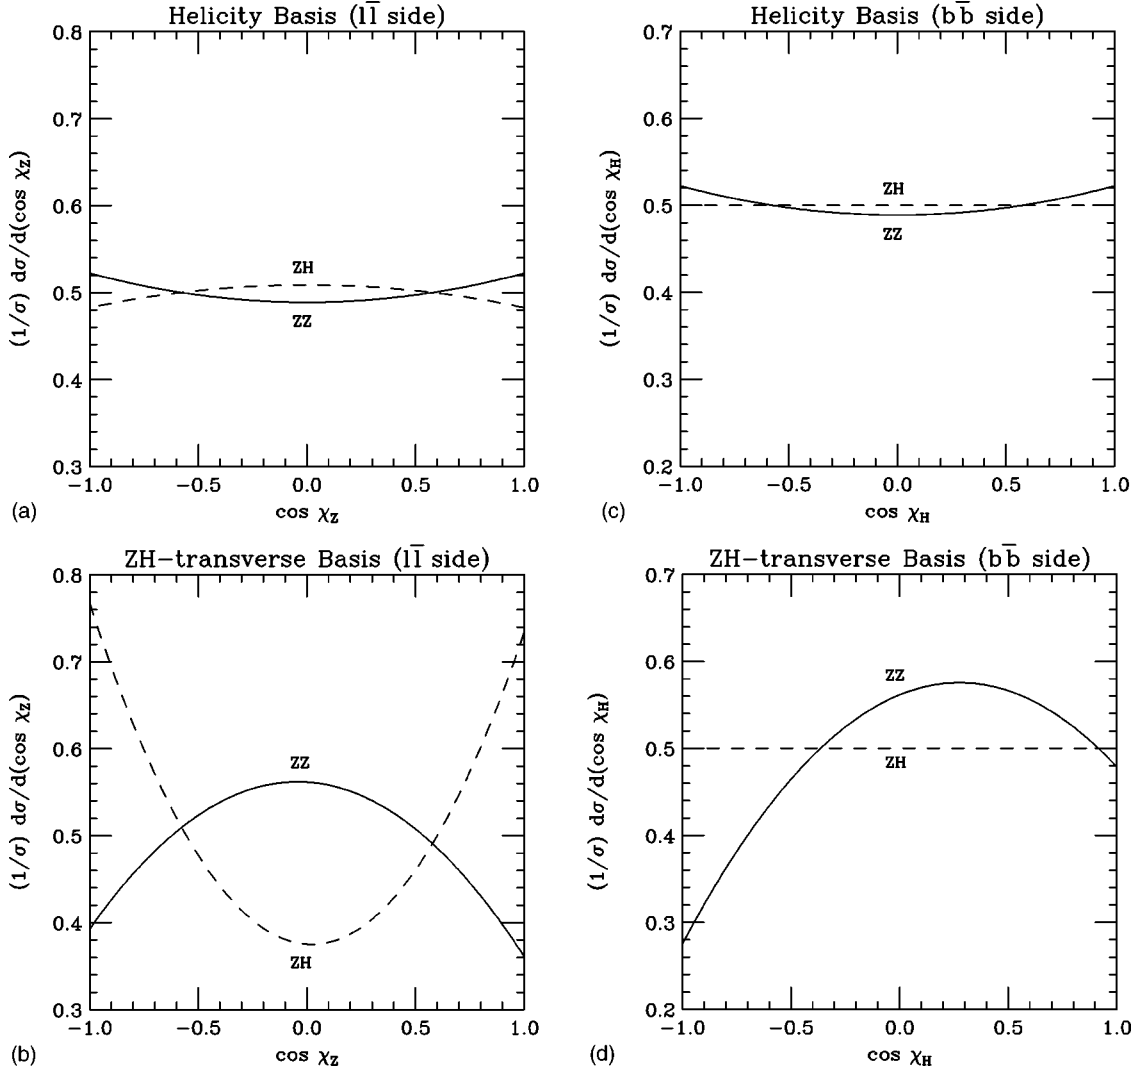 Helicity Basis (l l̅ side)
0.8
0.7
0.6
0.5
0.4
0.3
(1/σ) dσ/d(cos χ_Z)
ZH
ZZ
−1.0 −0.5 0.0 0.5 1.0
cos χ_Z
(a)
Helicity Basis (b b̅ side)
0.7
0.6
0.5
0.4
0.3
0.2
(1/σ) dσ/d(cos χ_H)
ZH
ZZ
−1.0 −0.5 0.0 0.5 1.0
cos χ_H
(c)
ZH−transverse Basis (l l̅ side)
0.8
0.7
0.6
0.5
0.4
0.3
(1/σ) dσ/d(cos χ_Z)
ZZ
ZH
−1.0 −0.5 0.0 0.5 1.0
cos χ_Z
(b)
ZH−transverse Basis (b b̅ side)
0.7
0.6
0.5
0.4
0.3
0.2
(1/σ) dσ/d(cos χ_H)
ZZ
ZH
−1.0 −0.5 0.0 0.5 1.0
cos χ_H
(d)